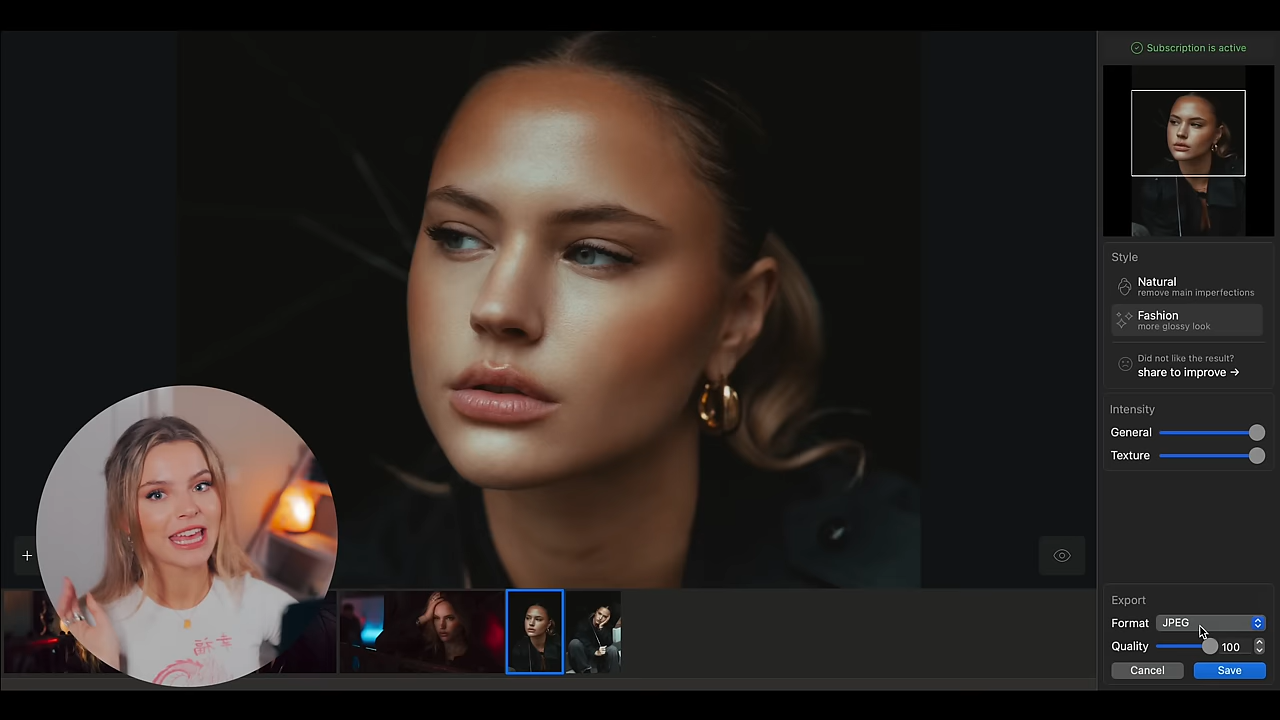 Subscription is active
Style
Natural
remove main imperfections
Fashion
more glossy look
Did not like the result?
share to improve →
Intensity
General
Texture
Export
Format JPEG
Quality 100
Cancel Save